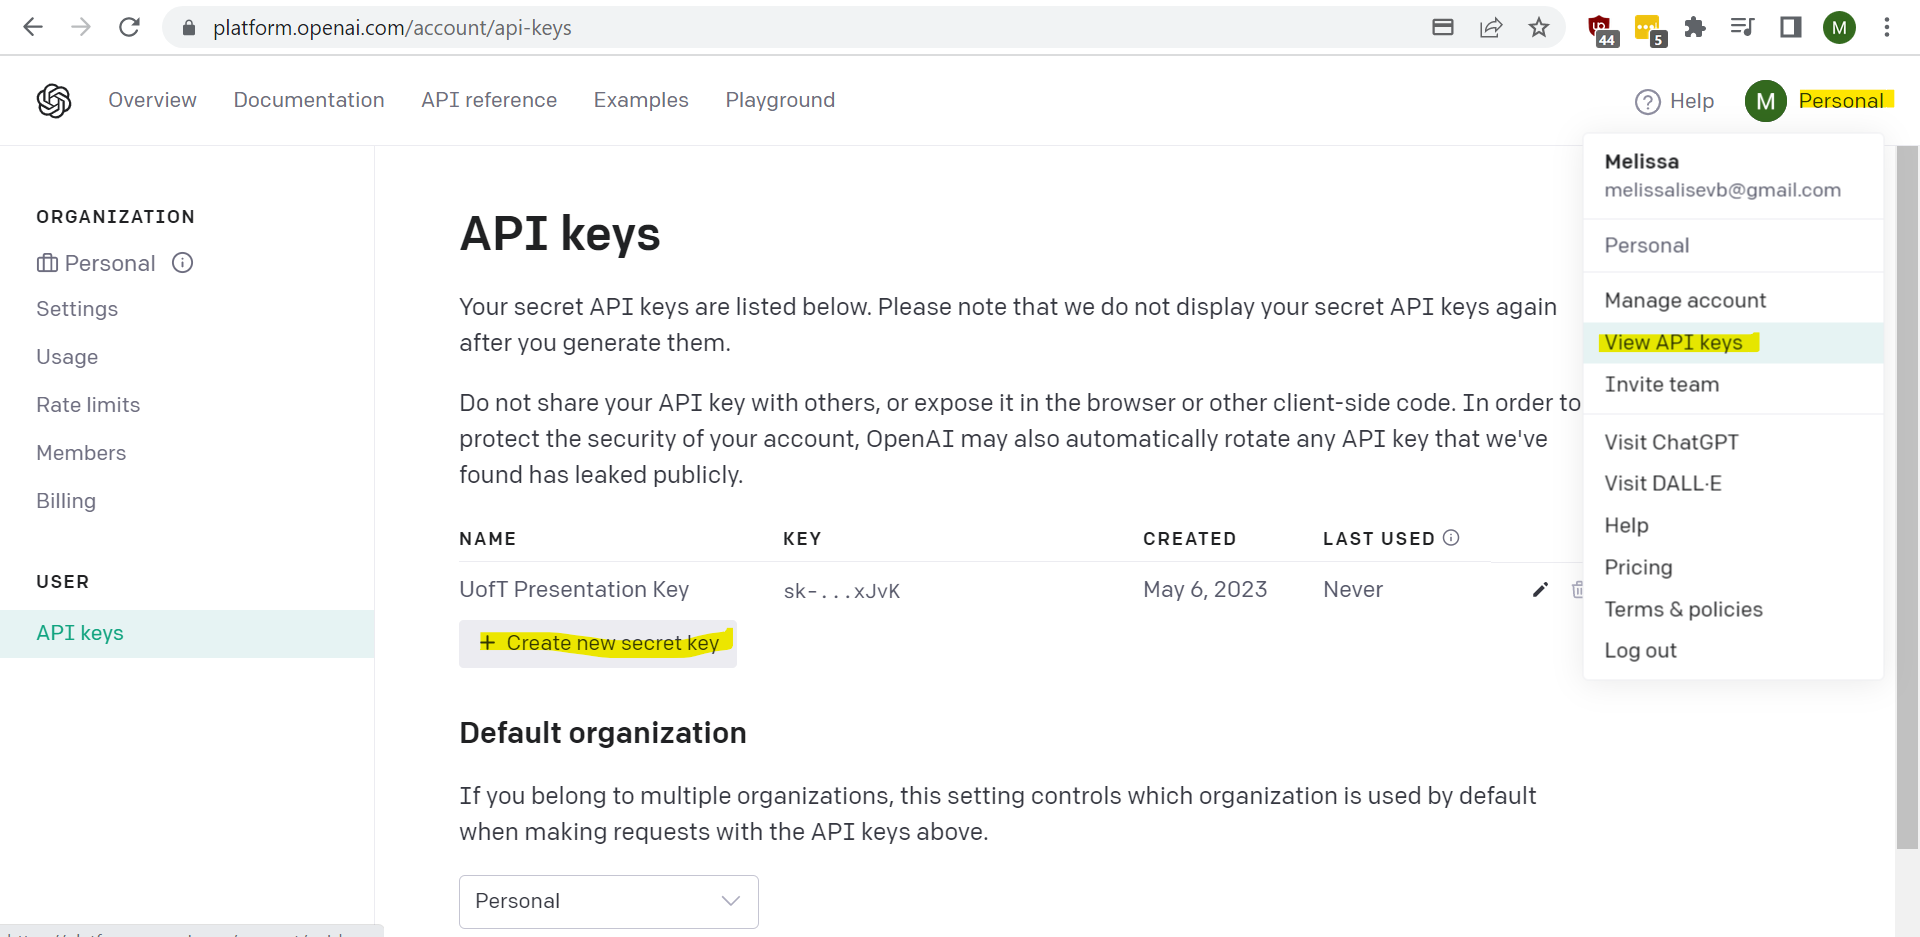 platform.openai.com/account/api-keys
44
5
M
Overview
Documentation
API reference
Examples
Playground
Help
M
Personal
ORGANIZATION
Personal
Settings
Usage
Rate limits
Members
Billing
USER
API keys
API keys
Your secret API keys are listed below. Please note that we do not display your secret API keys again
after you generate them.
Do not share your API key with others, or expose it in the browser or other client-side code. In order to
protect the security of your account, OpenAI may also automatically rotate any API key that we've
found has leaked publicly.
NAME KEY CREATED LAST USED
UofT Presentation Key sk-...xJvK May 6, 2023 Never
+ Create new secret key
Default organization
If you belong to multiple organizations, this setting controls which organization is used by default
when making requests with the API keys above.
Personal
Melissa
melissalisevb@gmail.com
Personal
Manage account
View API keys
Invite team
Visit ChatGPT
Visit DALL·E
Help
Pricing
Terms & policies
Log out